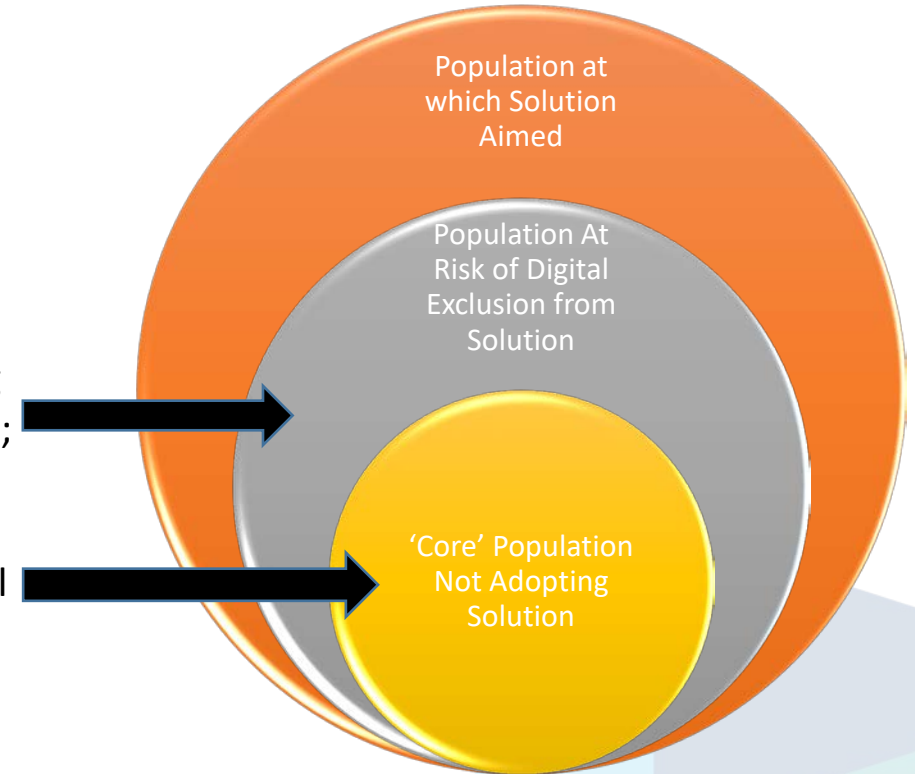 Population at
which Solution
Aimed
Population At
Risk of Digital
Exclusion from
Solution
;
‘Core’ Population
Not Adopting
Solution